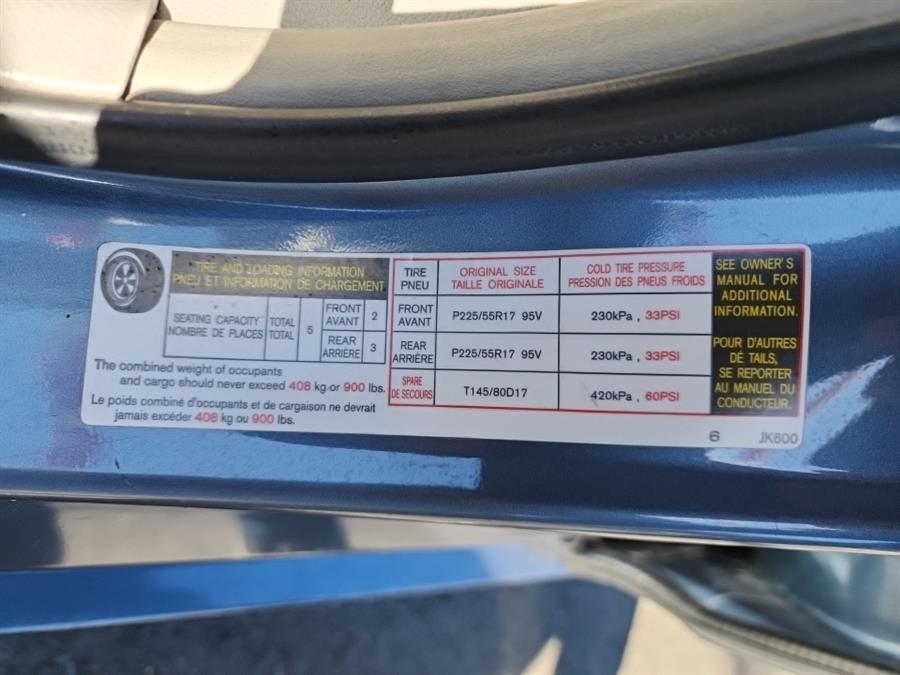 TIRE AND LOADING INFORMATION
PNEU ET INFORMATION DE CHARGEMENT
SEATING CAPACITY
NOMBRE DE PLACES
TOTAL
TOTAL
5
FRONT
AVANT
2
REAR
ARRIÈRE
3
The combined weight of occupants
and cargo should never exceed 408 kg or 900 lbs.
Le poids combiné d'occupants et de cargaison ne devrait
jamais excéder 408 kg ou 900 lbs.
TIRE
PNEU
ORIGINAL SIZE
TAILLE ORIGINALE
COLD TIRE PRESSURE
PRESSION DES PNEUS FROIDS
FRONT
AVANT
P225/55R17 95V
230kPa , 33PSI
REAR
ARRIÈRE
P225/55R17 95V
230kPa , 33PSI
SPARE
DE SECOURS
T145/80D17
420kPa , 60PSI
SEE OWNER'S
MANUAL FOR
ADDITIONAL
INFORMATION.
POUR D'AUTRES
DÉ TAILS,
SE REPORTER
AU MANUEL DU
CONDUCTEUR.
6
JK600